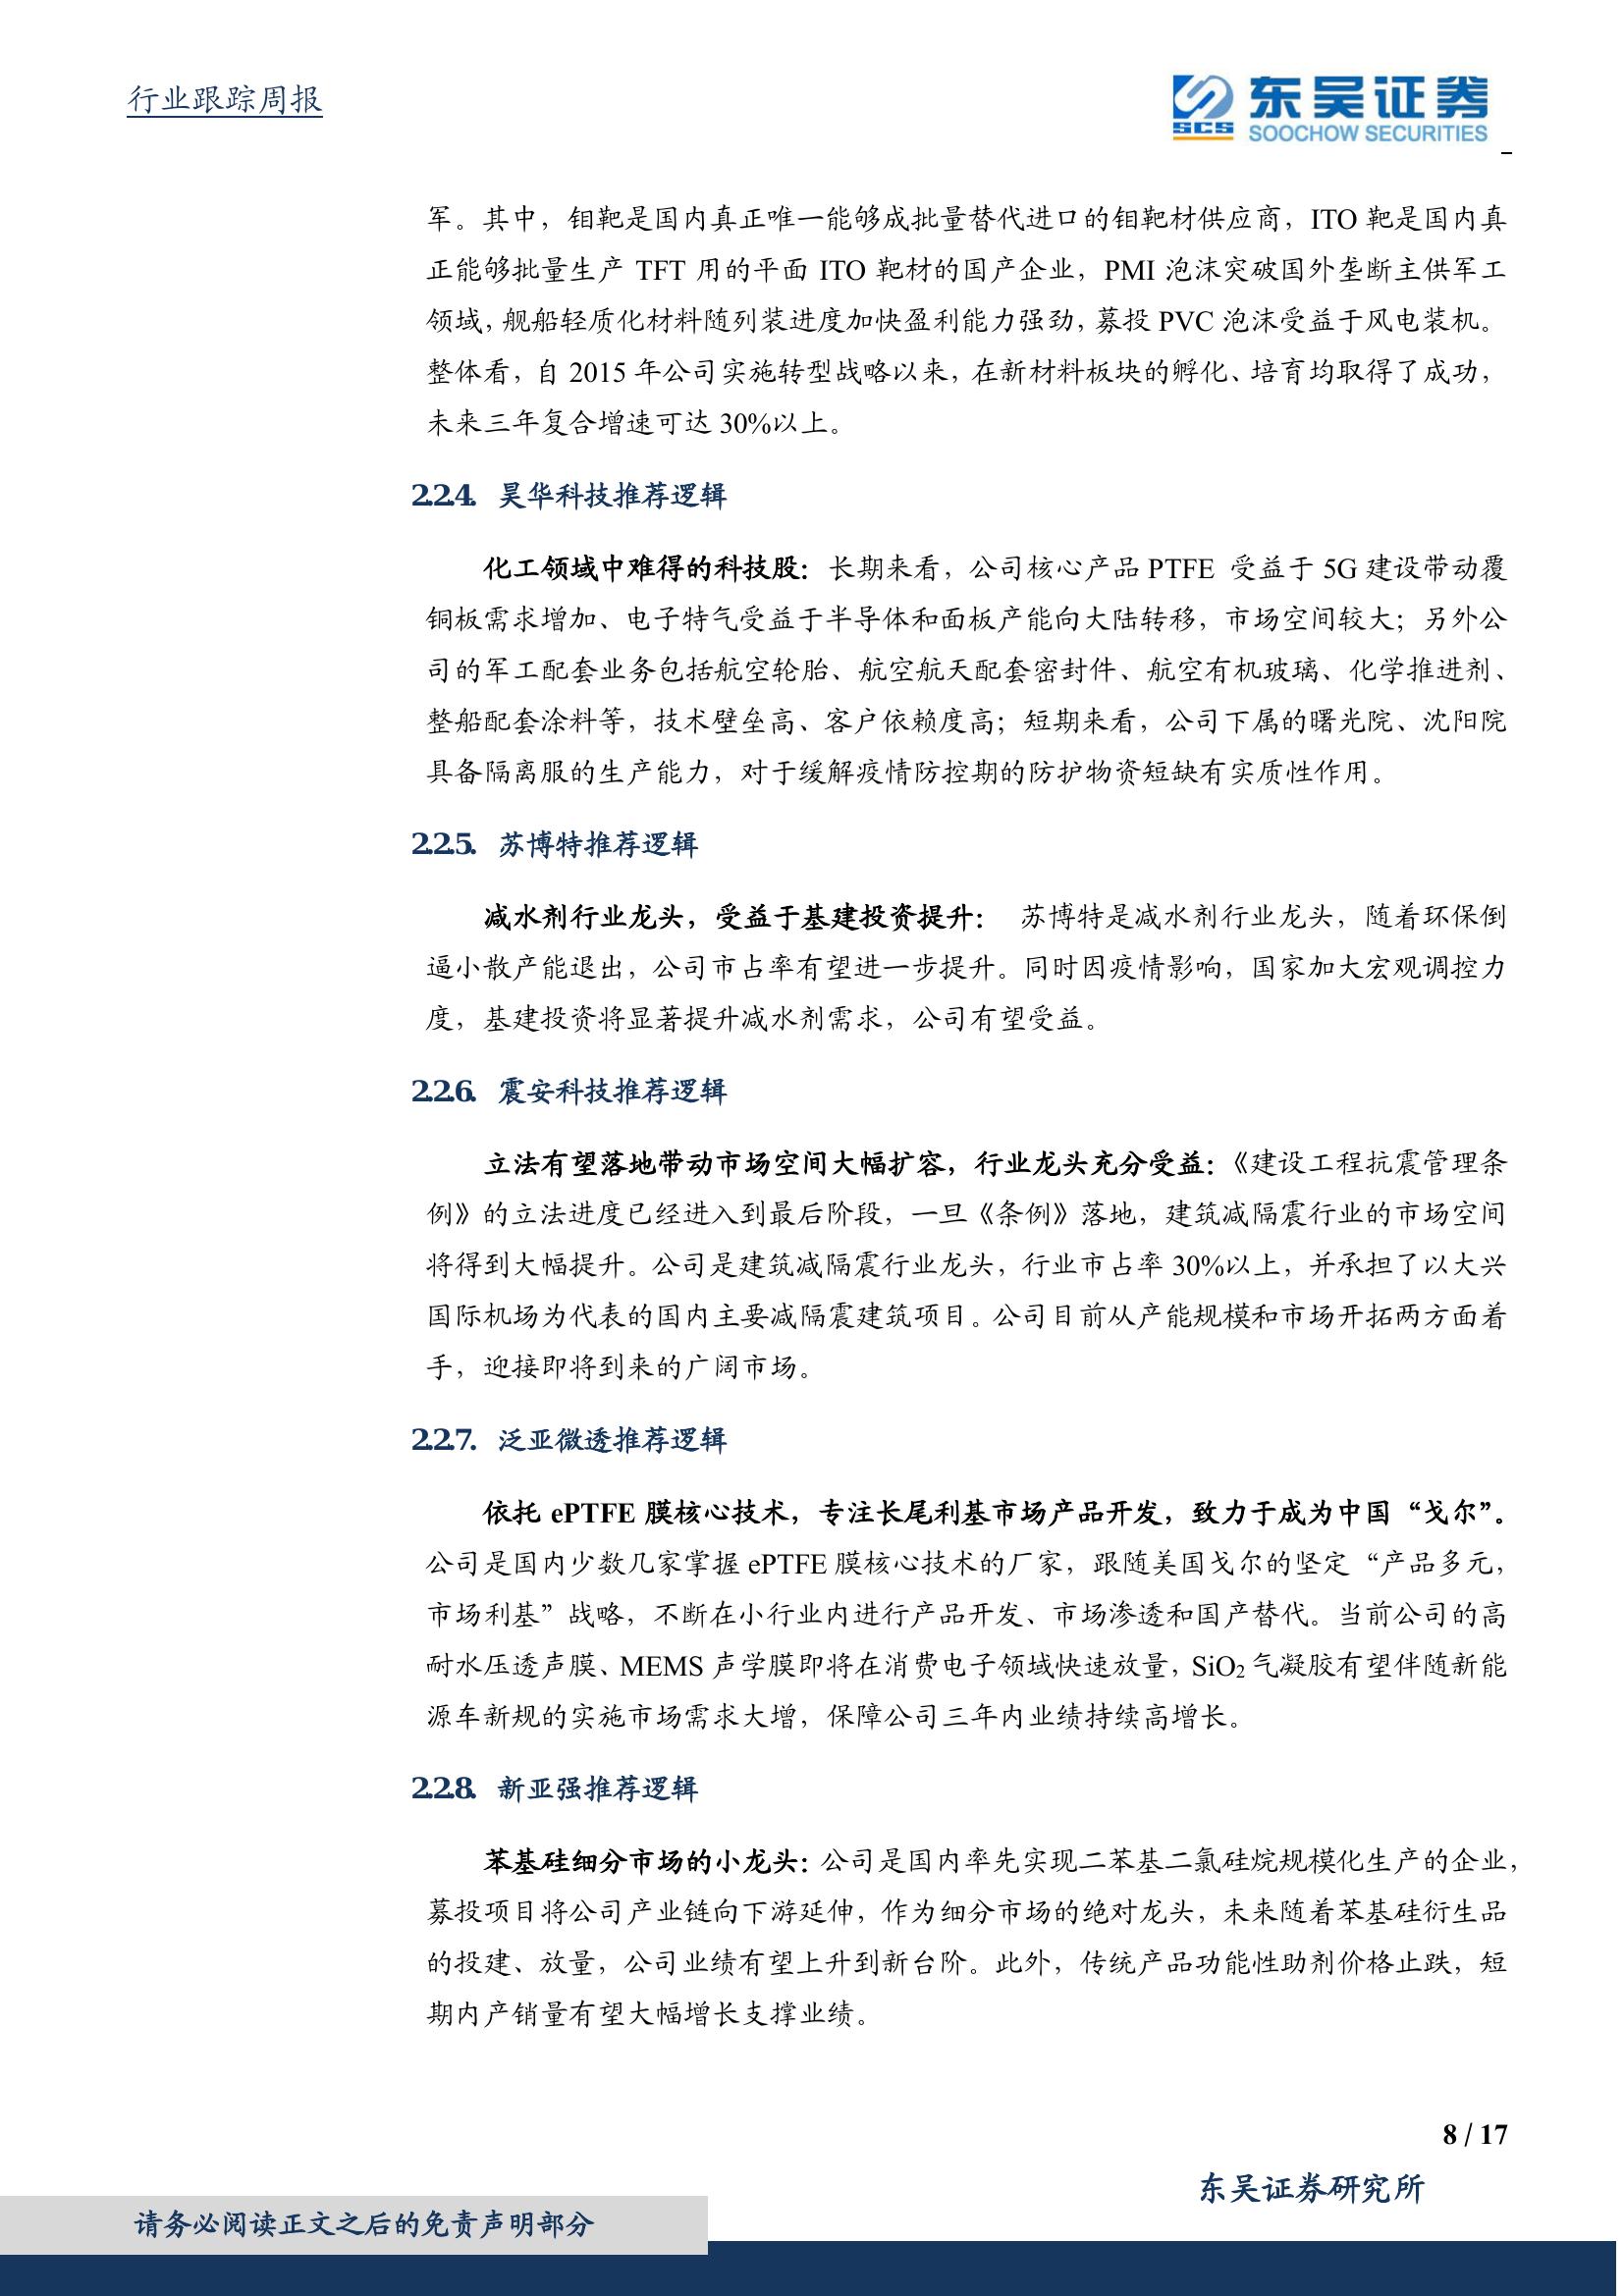 行业跟踪周报
东吴证券
SCS
SOOCHOW SECURITIES
军。其中，钼靶是国内真正唯一能够成批量替代进口的钼靶材供应商，ITO 靶是国内真
正能够批量生产 TFT 用的平面 ITO 靶材的国产企业，PMI 泡沫突破国外垄断主供军工
领域，舰船轻质化材料随列装进度加快盈利能力强劲，募投 PVC 泡沫受益于风电装机。
整体看，自 2015 年公司实施转型战略以来，在新材料板块的孵化、培育均取得了成功，
未来三年复合增速可达 30%以上。
2.2.4. 昊华科技推荐逻辑
化工领域中难得的科技股：长期来看，公司核心产品 PTFE 受益于 5G 建设带动覆
铜板需求增加、电子特气受益于半导体和面板产能向大陆转移，市场空间较大；另外公
司的军工配套业务包括航空轮胎、航空航天配套密封件、航空有机玻璃、化学推进剂、
整船配套涂料等，技术壁垒高、客户依赖度高；短期来看，公司下属的曙光院、沈阳院
具备隔离服的生产能力，对于缓解疫情防控期的防护物资短缺有实质性作用。
2.2.5. 苏博特推荐逻辑
减水剂行业龙头，受益于基建投资提升： 苏博特是减水剂行业龙头，随着环保倒
逼小散产能退出，公司市占率有望进一步提升。同时因疫情影响，国家加大宏观调控力
度，基建投资将显著提升减水剂需求，公司有望受益。
2.2.6. 震安科技推荐逻辑
立法有望落地带动市场空间大幅扩容，行业龙头充分受益：《建设工程抗震管理条
例》的立法进度已经进入到最后阶段，一旦《条例》落地，建筑减隔震行业的市场空间
将得到大幅提升。公司是建筑减隔震行业龙头，行业市占率 30%以上，并承担了以大兴
国际机场为代表的国内主要减隔震建筑项目。公司目前从产能规模和市场开拓两方面着
手，迎接即将到来的广阔市场。
2.2.7. 泛亚微透推荐逻辑
依托 ePTFE 膜核心技术，专注长尾利基市场产品开发，致力于成为中国“戈尔”。
公司是国内少数几家掌握 ePTFE 膜核心技术的厂家，跟随美国戈尔的坚定“产品多元，
市场利基”战略，不断在小行业内进行产品开发、市场渗透和国产替代。当前公司的高
耐水压透声膜、MEMS 声学膜即将在消费电子领域快速放量，SiO₂ 气凝胶有望伴随新能
源车新规的实施市场需求大增，保障公司三年内业绩持续高增长。
2.2.8. 新亚强推荐逻辑
苯基硅细分市场的小龙头：公司是国内率先实现二苯基二氯硅烷规模化生产的企业，
募投项目将公司产业链向下游延伸，作为细分市场的绝对龙头，未来随着苯基硅衍生品
的投建、放量，公司业绩有望上升到新台阶。此外，传统产品功能性助剂价格止跌，短
期内产销量有望大幅增长支撑业绩。
8 / 17
东吴证券研究所
请务必阅读正文之后的免责声明部分